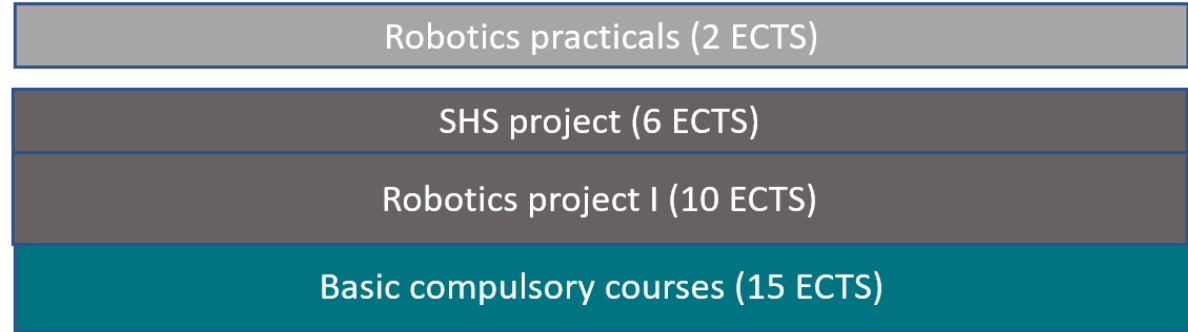 Robotics practicals (2 ECTS)
SHS project (6 ECTS)
Robotics project I (10 ECTS)
Basic compulsory courses (15 ECTS)